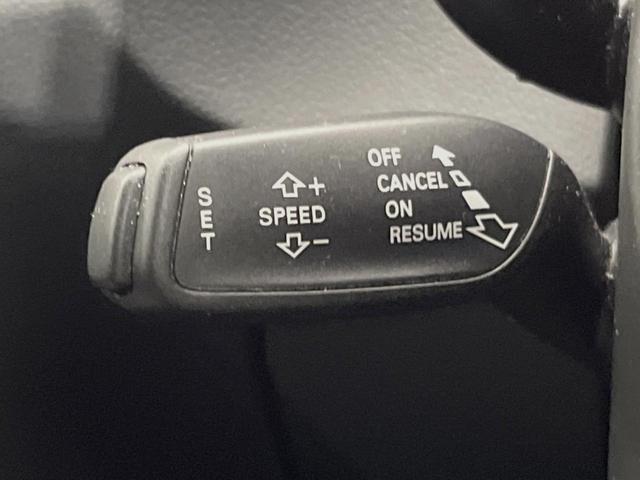 SET
+
SPEED
-
OFF
CANCEL
ON
RESUME